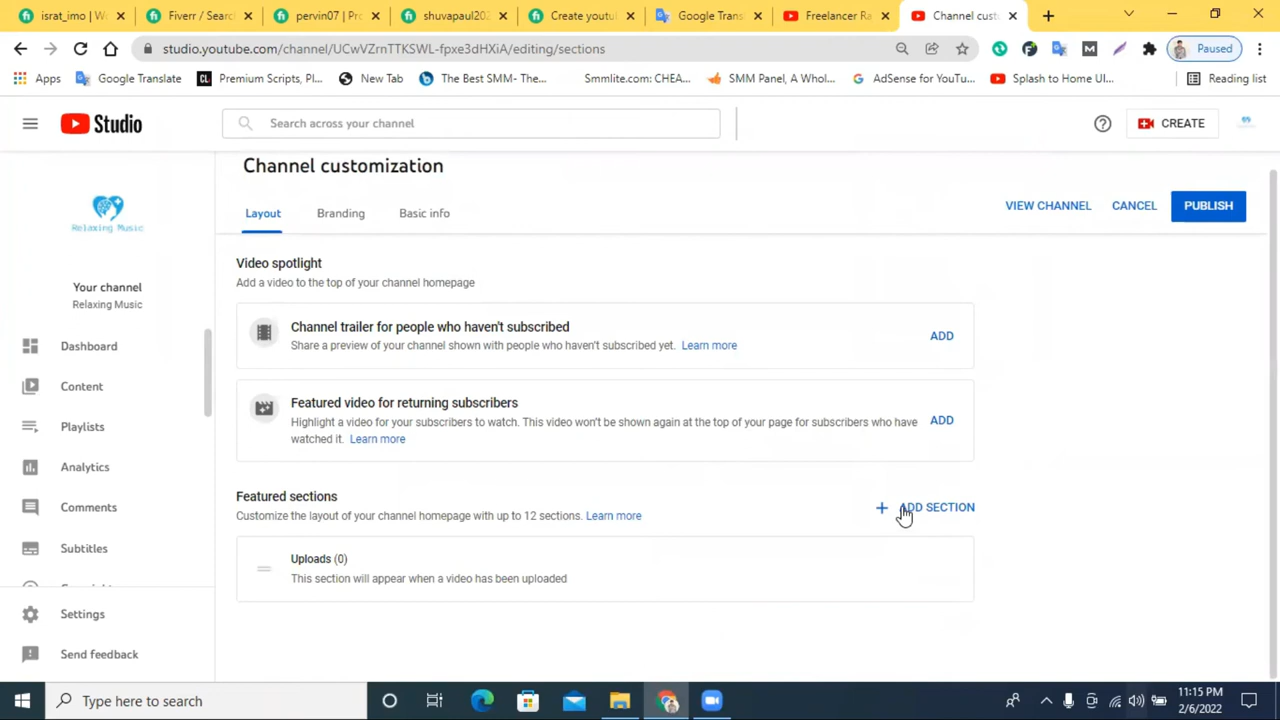 israt_imo | W
Fiverr / Searc
pervin07 | Pro
shuvapaul202
Create youtu
Google Trans
Freelancer Ra
Channel cust
studio.youtube.com/channel/UCwVZrnTTKSWL-fpxe3dHXiA/editing/sections
Paused
Apps
Google Translate
CL
Premium Scripts, Pl...
New Tab
The Best SMM- The...
Smmlite.com: CHEA...
SMM Panel, A Whol...
AdSense for YouTu...
Splash to Home UI...
Reading list
Studio
Search across your channel
CREATE
Channel customization
Layout
Branding
Basic info
VIEW CHANNEL
CANCEL
PUBLISH
Relaxing Music
Your channel
Relaxing Music
Dashboard
Content
Playlists
Analytics
Comments
Subtitles
Settings
Send feedback
Video spotlight
Add a video to the top of your channel homepage
Channel trailer for people who haven't subscribed
Share a preview of your channel shown with people who haven't subscribed yet. Learn more
ADD
Featured video for returning subscribers
Highlight a video for your subscribers to watch. This video won't be shown again at the top of your page for subscribers who have
watched it. Learn more
ADD
Featured sections
Customize the layout of your channel homepage with up to 12 sections. Learn more
+ ADD SECTION
Uploads (0)
This section will appear when a video has been uploaded
Type here to search
11:15 PM
2/6/2022